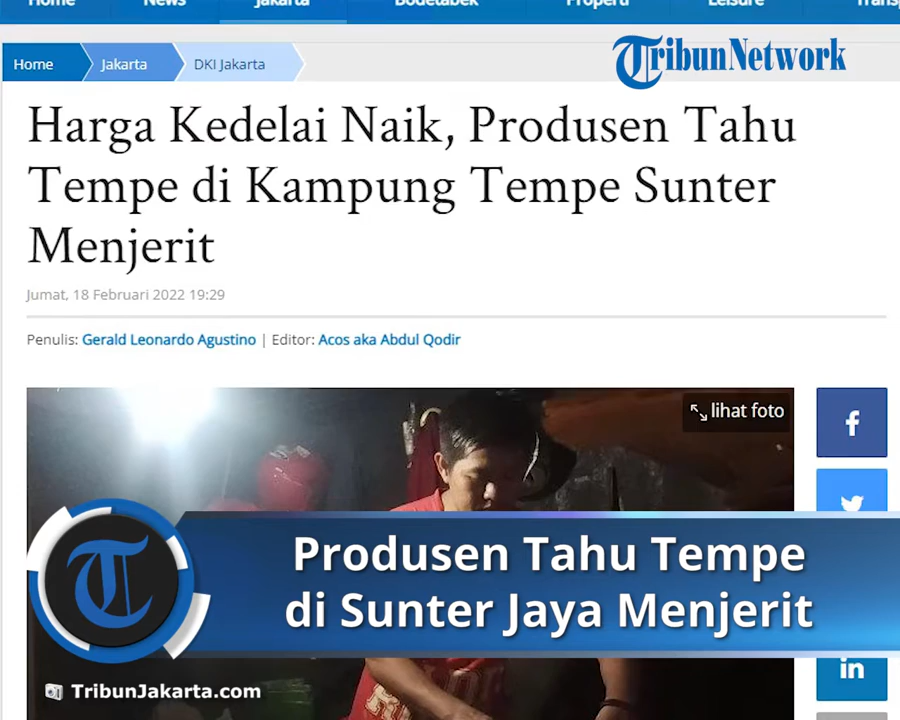 Home News Jakarta Bodetabek Properti Leisure
Home Jakarta DKI Jakarta
TribunNetwork
Harga Kedelai Naik, Produsen Tahu
Tempe di Kampung Tempe Sunter
Menjerit
Jumat, 18 Februari 2022 19:29
Penulis: Gerald Leonardo Agustino | Editor: Acos aka Abdul Qodir
lihat foto
f
Produsen Tahu Tempe
di Sunter Jaya Menjerit
T
in
TribunJakarta.com